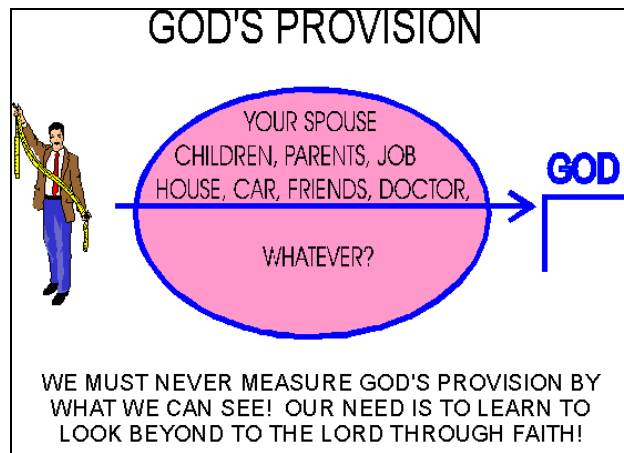 GOD'S PROVISION
YOUR SPOUSE
CHILDREN, PARENTS, JOB
HOUSE, CAR, FRIENDS, DOCTOR,
WHATEVER?
GOD
WE MUST NEVER MEASURE GOD'S PROVISION BY
WHAT WE CAN SEE! OUR NEED IS TO LEARN TO
LOOK BEYOND TO THE LORD THROUGH FAITH!